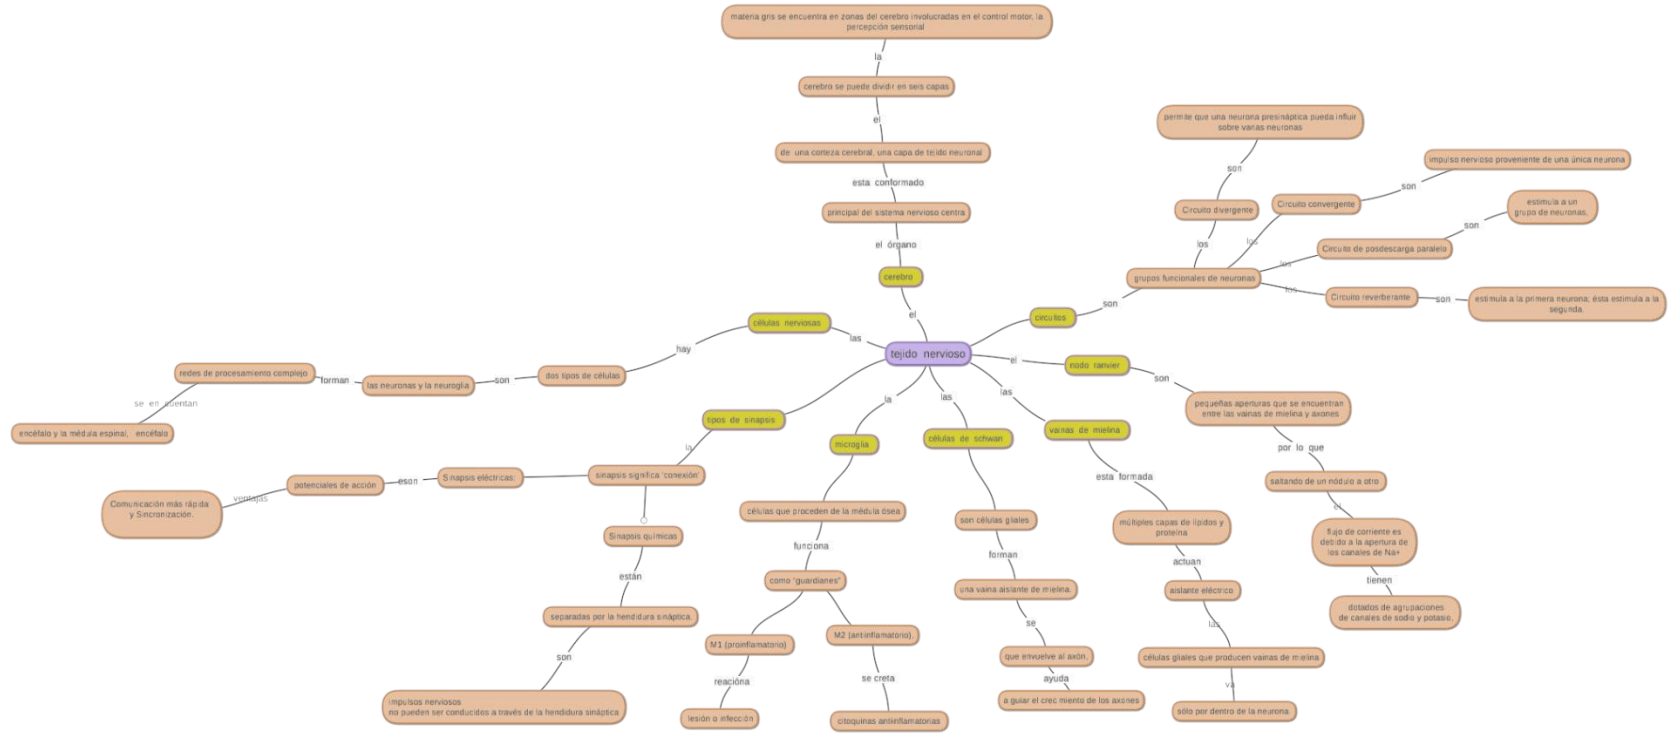 materia gris se encuentra en zonas del cerebro involucradas en el control motor, la
percepción sensorial
la
cerebro se puede dividir en seis capas
el
de una corteza cerebral, una capa de tejido neuronal
esta conformado
principal del sistema nervioso centra
el órgano
cerebro
el
tejido nervioso
circuitos
son
grupos funcionales de neuronas
los
Circuito divergente
son
permite que una neurona presináptica pueda influir
sobre varias neuronas
los
Circuito convergente
son
impulso nervioso proveniente de una única neurona
los
Circuito de posdescarga paralelo
son
estimula a un
grupo de neuronas,
los
Circuito reverberante
son
estimula a la primera neurona; ésta estimula a la
segunda,
el
nodo ranvier
son
pequeñas aperturas que se encuentran
entre las vainas de mielina y axones
por lo que
saltando de un nódulo a otro
el
flujo de corriente es
debido a la apertura de
los canales de Na+
tienen
dotados de agrupaciones
de canales de sodio y potasio,
las
vainas de mielina
esta formada
múltiples capas de lípidos y
proteína
actuan
aislante eléctrico
las
células gliales que producen vainas de mielina
va
sólo por dentro de la neurona.
las
células de schwan
son células gliales
forman
una vaina aislante de mielina.
se
que envuelve al axón,
ayuda
a guiar el crec miento de los axones
la
microglia
células que proceden de la médula ósea
funciona
como "guardianes"
M1 (proinflamatorio)
reacióna
lesión o infección
M2 (antiinflamatorio),
se creta
citoquinas antiinflamatorias
tipos de sinapsis
la
sinapsis significa 'conexión'
Sinapsis eléctricas:
eson
potenciales de acción
ventajas
Comunicación más rápida
y Sincronización.
Sinapsis químicas
están
separadas por la hendidura sináptica.
son
impulsos nerviosos
no pueden ser conducidos a través de la hendidura sináptica
las
células nerviosas
hay
dos tipos de células
son
las neuronas y la neuroglia
forman
redes de procesamiento complejo
se en cuentan
encéfalo y la médula espinal, encéfalo